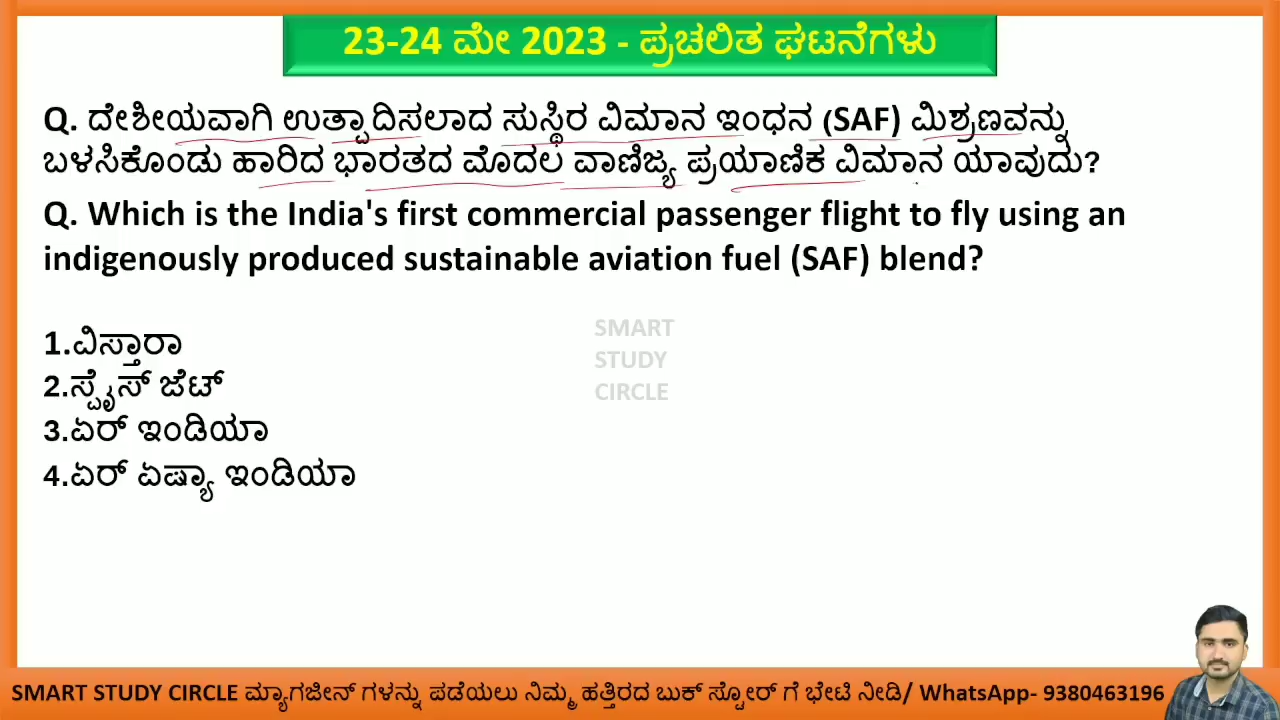 23-24 ಮೇ 2023 - ಪ್ರಚಲಿತ ಘಟನೆಗಳು
Q. ದೇಶೀಯವಾಗಿ ಉತ್ಪಾದಿಸಲಾದ ಸುಸ್ಥಿರ ವಿಮಾನ ಇಂಧನ (SAF) ಮಿಶ್ರಣವನ್ನು
ಬಳಸಿಕೊಂಡು ಹಾರಿದ ಭಾರತದ ಮೊದಲ ವಾಣಿಜ್ಯ ಪ್ರಯಾಣಿಕ ವಿಮಾನ ಯಾವುದು?
Q. Which is the India's first commercial passenger flight to fly using an
indigenously produced sustainable aviation fuel (SAF) blend?
1.ವಿಸ್ತಾರಾ
2.ಸ್ಪೈಸ್ ಜೆಟ್
3.ಏರ್ ಇಂಡಿಯಾ
4.ಏರ್ ಏಷ್ಯಾ ಇಂಡಿಯಾ
SMART
STUDY
CIRCLE
SMART STUDY CIRCLE ಮ್ಯಾಗಜೀನ್ ಗಳನ್ನು ಪಡೆಯಲು ನಿಮ್ಮ ಹತ್ತಿರದ ಬುಕ್ ಸ್ಟೋರ್ ಗೆ ಭೇಟಿ ನೀಡಿ/ WhatsApp- 9380463196